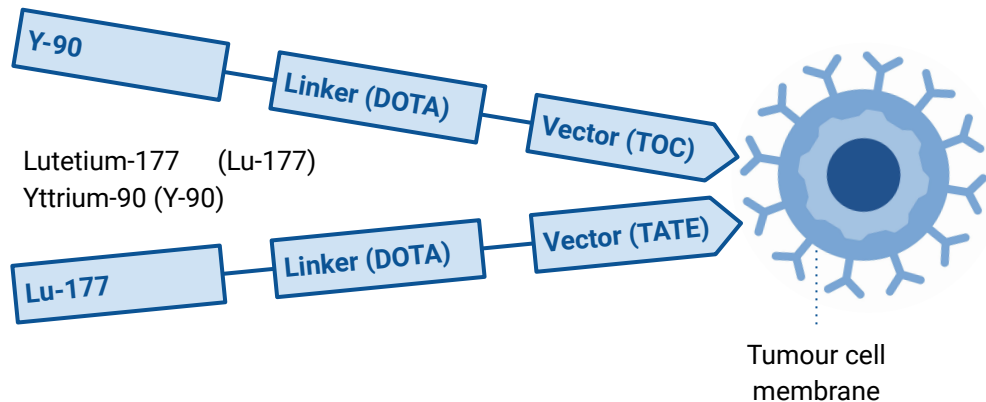 Y-90
Linker (DOTA)
Vector (TOC)
Lutetium-177 (Lu-177)
Yttrium-90 (Y-90)
Lu-177
Linker (DOTA)
Vector (TATE)
Tumour cell
membrane